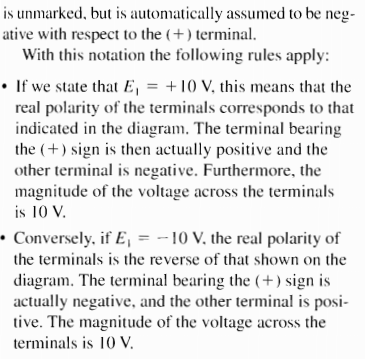 is unmarked, but is automatically assumed to be neg-
ative with respect to the (+) terminal.
With this notation the following rules apply:
• If we state that E₁ = +10 V, this means that the
real polarity of the terminals corresponds to that
indicated in the diagram. The terminal bearing
the (+) sign is then actually positive and the
other terminal is negative. Furthermore, the
magnitude of the voltage across the terminals
is 10 V.
• Conversely, if E₁ = −10 V, the real polarity of
the terminals is the reverse of that shown on the
diagram. The terminal bearing the (+) sign is
actually negative, and the other terminal is posi-
tive. The magnitude of the voltage across the
terminals is 10 V.